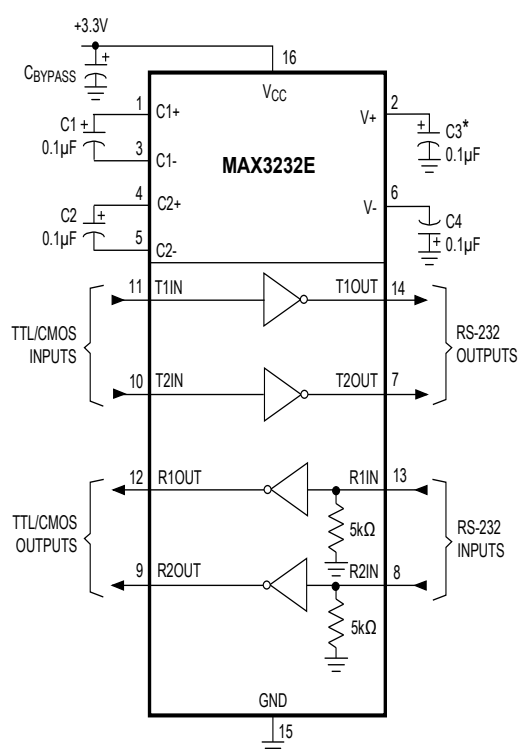 +3.3V
16
CBYPASS
+
VCC
1
C1+
2
V+
C1
+
0.1µF
+
C3*
0.1µF
3
C1-
MAX3232E
4
C2+
6
V-
C2
+
0.1µF
C4
+
0.1µF
5
C2-
11
T1IN
T1OUT
14
TTL/CMOS
INPUTS
RS-232
OUTPUTS
10
T2IN
T2OUT
7
12
R1OUT
R1IN
13
5kΩ
TTL/CMOS
OUTPUTS
RS-232
INPUTS
9
R2OUT
R2IN
8
5kΩ
GND
15